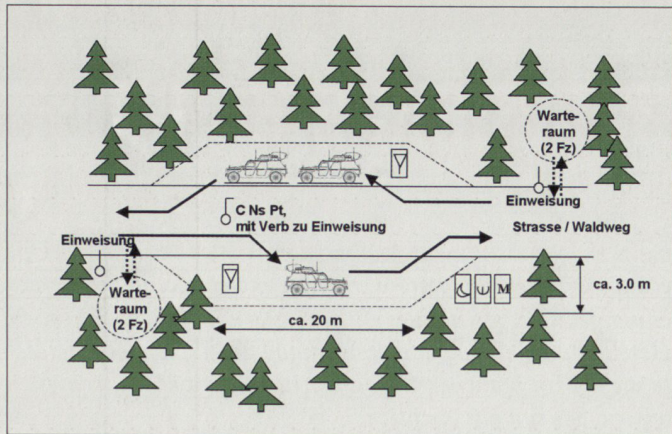 Warte-
raum
(2 Fz)
Einweisung
C Ns Pt,
mit Verb zu Einweisung
Strasse / Waldweg
Einweisung
Warte-
raum
(2 Fz)
M
ca. 3.0 m
ca. 20 m